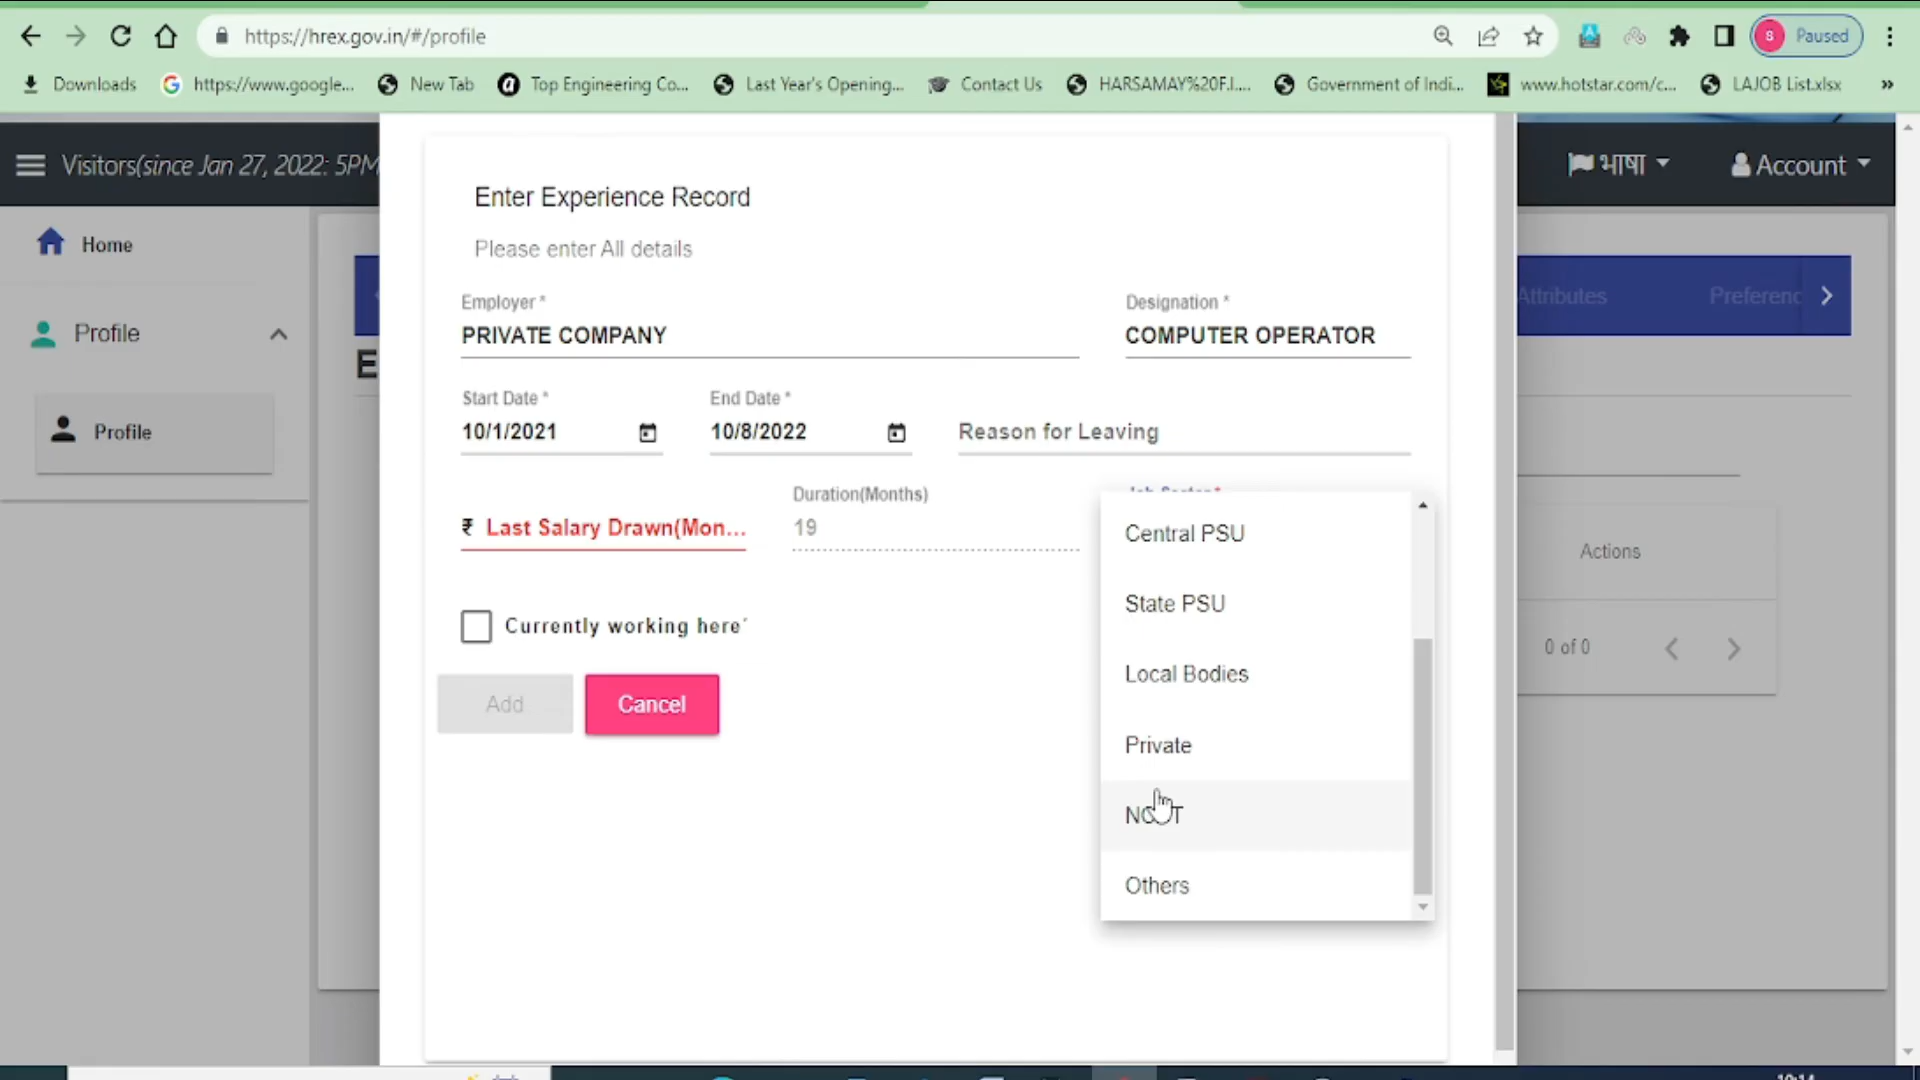 https://hrex.gov.in/#/profile
S Paused
Downloads https://www.google... New Tab Top Engineering Co... Last Year's Opening... Contact Us HARSAMAY%20F.I.... Government of Indi... www.hotstar.com/c... LAJOB List.xlsx »
Visitors(since Jan 27, 2022: 5PM
भाषा Account
Home
Profile
Profile
E
Attributes Preferenc
Enter Experience Record
Please enter All details
Employer *
PRIVATE COMPANY
Designation *
COMPUTER OPERATOR
Start Date *
10/1/2021
End Date *
10/8/2022
Reason for Leaving
₹ Last Salary Drawn(Mon...
Duration(Months)
19
Central PSU
State PSU
Local Bodies
Private
Others
Currently working here*
Add Cancel
Actions
0 of 0
10:14